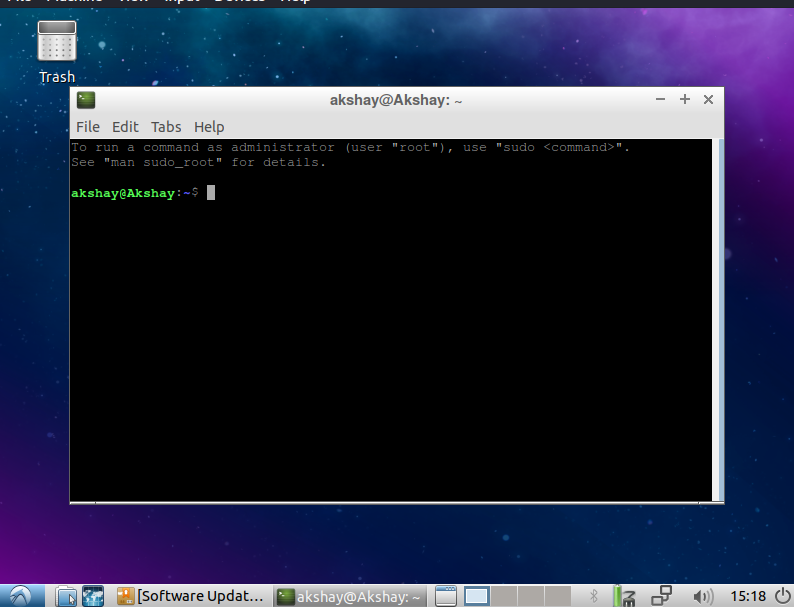 File Machine View Input Devices Help
Trash
akshay@Akshay: ~
File Edit Tabs Help
To run a command as administrator (user "root"), use "sudo <command>".
See "man sudo_root" for details.
akshay@Akshay:~$
[Software Updat... akshay@Akshay: ~ 15:18